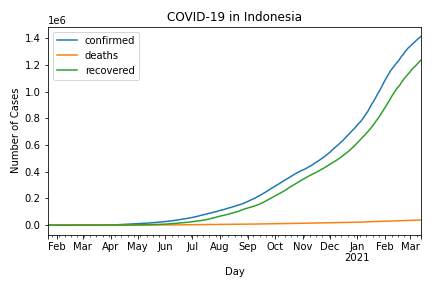 COVID-19 in Indonesia
1e6
confirmed
deaths
recovered
Number of Cases
1.4
1.2
1.0
0.8
0.6
0.4
0.2
0.0
Feb Mar Apr May Jun Jul Aug Sep Oct Nov Dec Jan Feb Mar
2021
Day